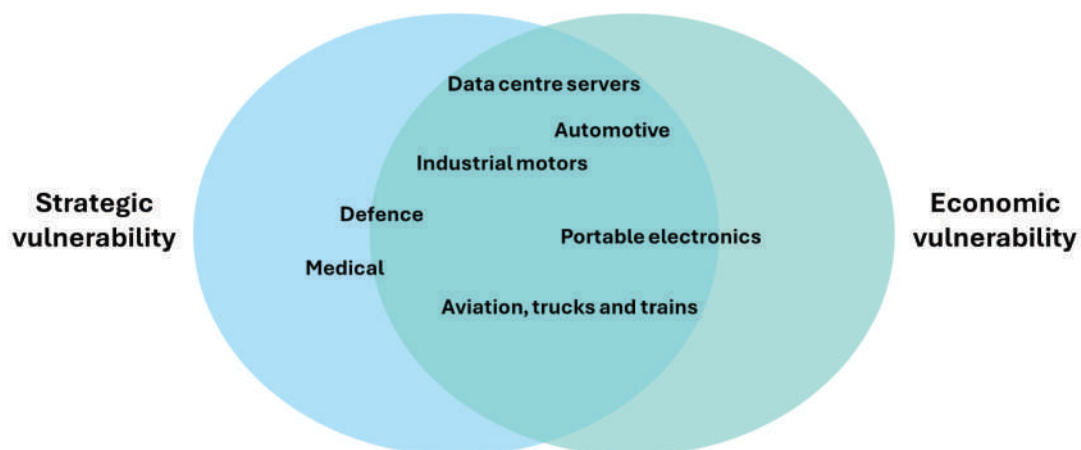 Data centre servers
Automotive
Industrial motors
Strategic
vulnerability
Defence
Economic
vulnerability
Portable electronics
Medical
Aviation, trucks and trains